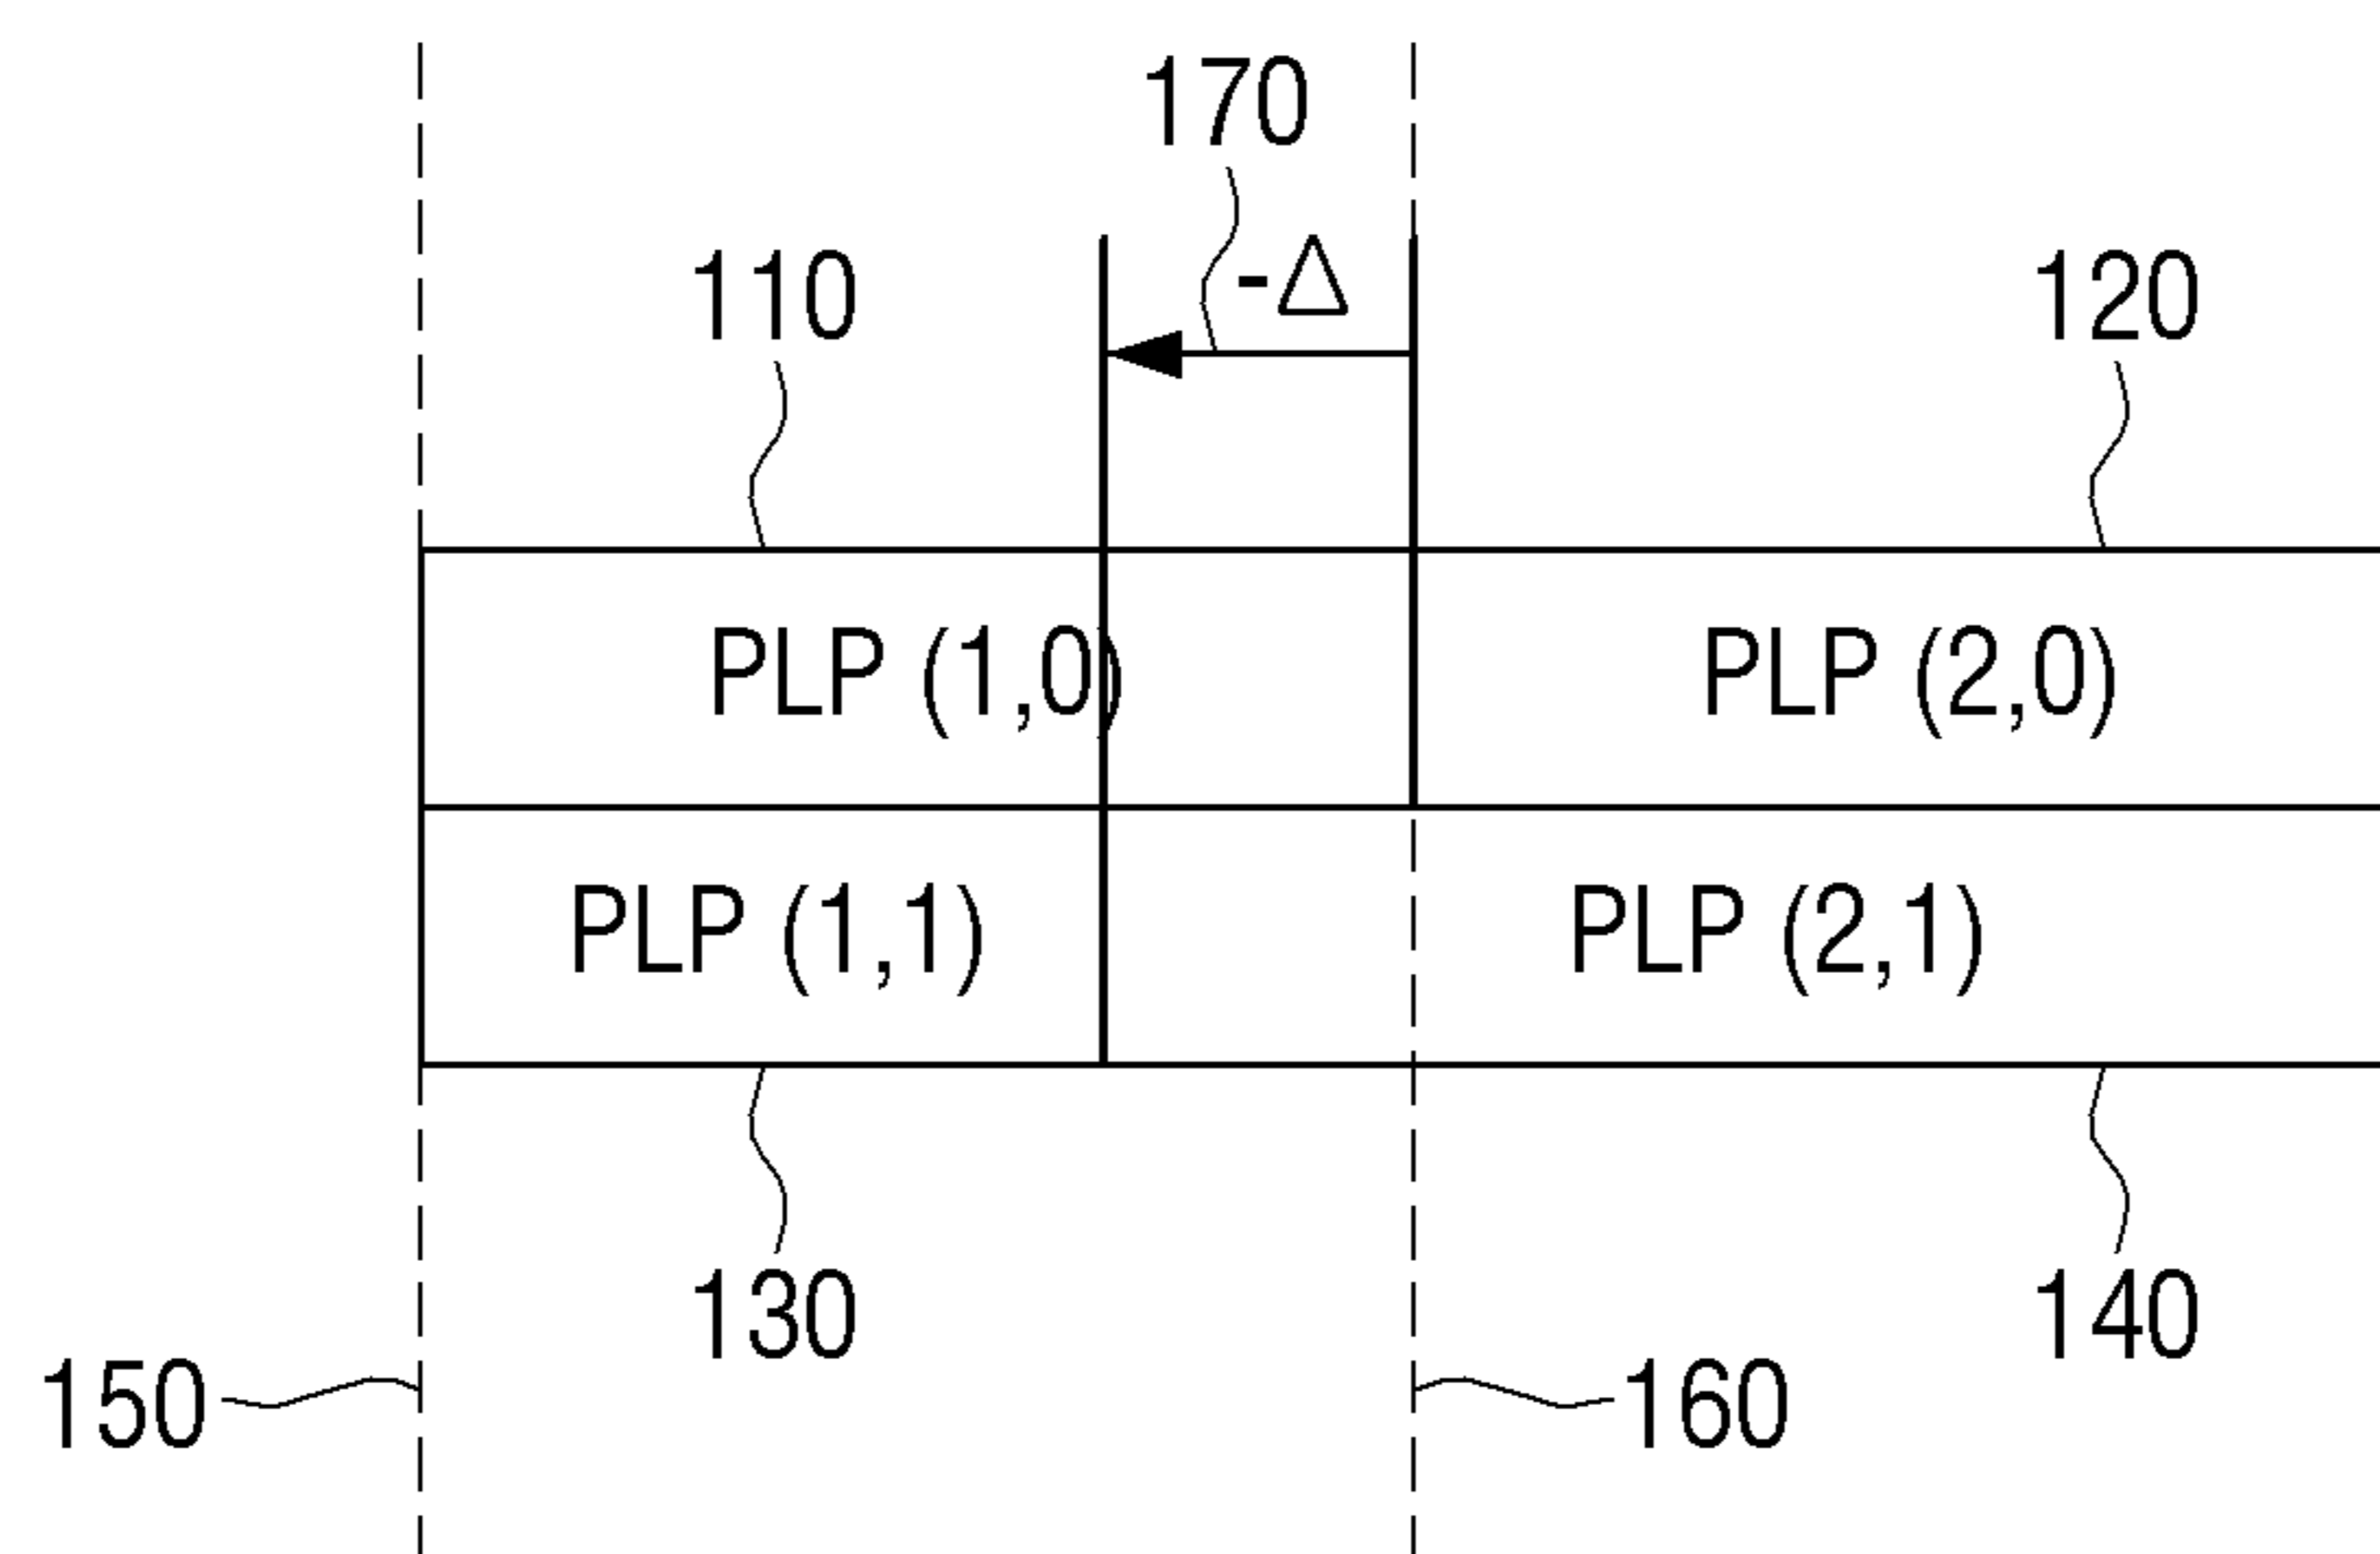 170
-Δ
110
120
PLP (1,0)
PLP (2,0)
PLP (1,1)
PLP (2,1)
130
140
150
160